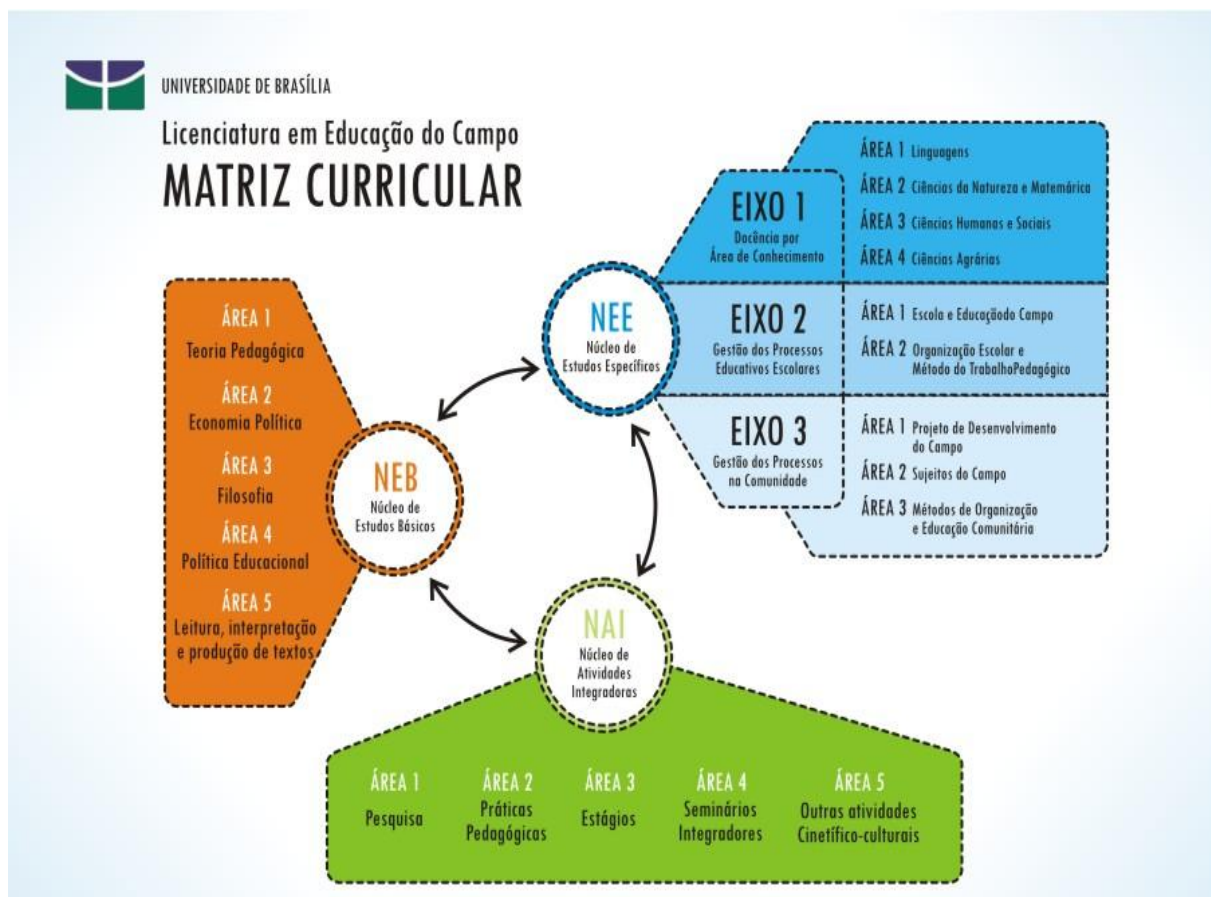 UNIVERSIDADE DE BRASÍLIA
Licenciatura em Educação do Campo
MATRIZ CURRICULAR
ÁREA 1
Teoria Pedagógica
ÁREA 2
Economia Política
ÁREA 3
Filosofia
ÁREA 4
Política Educacional
ÁREA 5
Leitura, interpretação
e produção de textos
NEB
Núcleo de
Estudos Básicos
NEE
Núcleo de
Estudos Específicos
EIXO 1
Docência por
Área de Conhecimento
ÁREA 1 Linguagens
ÁREA 2 Ciências da Natureza e Matemárica
ÁREA 3 Ciências Humanas e Sociais
ÁREA 4 Ciências Agrárias
EIXO 2
Gestão dos Processos
Educativos Escolares
ÁREA 1 Escola e Educaçãodo Campo
ÁREA 2 Organização Escolar e
Método do TrabalhoPedagógico
EIXO 3
Gestão dos Processos
na Comunidade
ÁREA 1 Projeto de Desenvolvimento
do Campo
ÁREA 2 Sujeitos do Campo
ÁREA 3 Métodos de Organização
e Educação Comunitária
NAI
Núcleo de
Atividades
Integradoras
ÁREA 1
Pesquisa
ÁREA 2
Práticas
Pedagógicas
ÁREA 3
Estágios
ÁREA 4
Seminários
Integradores
ÁREA 5
Outras atividades
Cinetífico-culturais